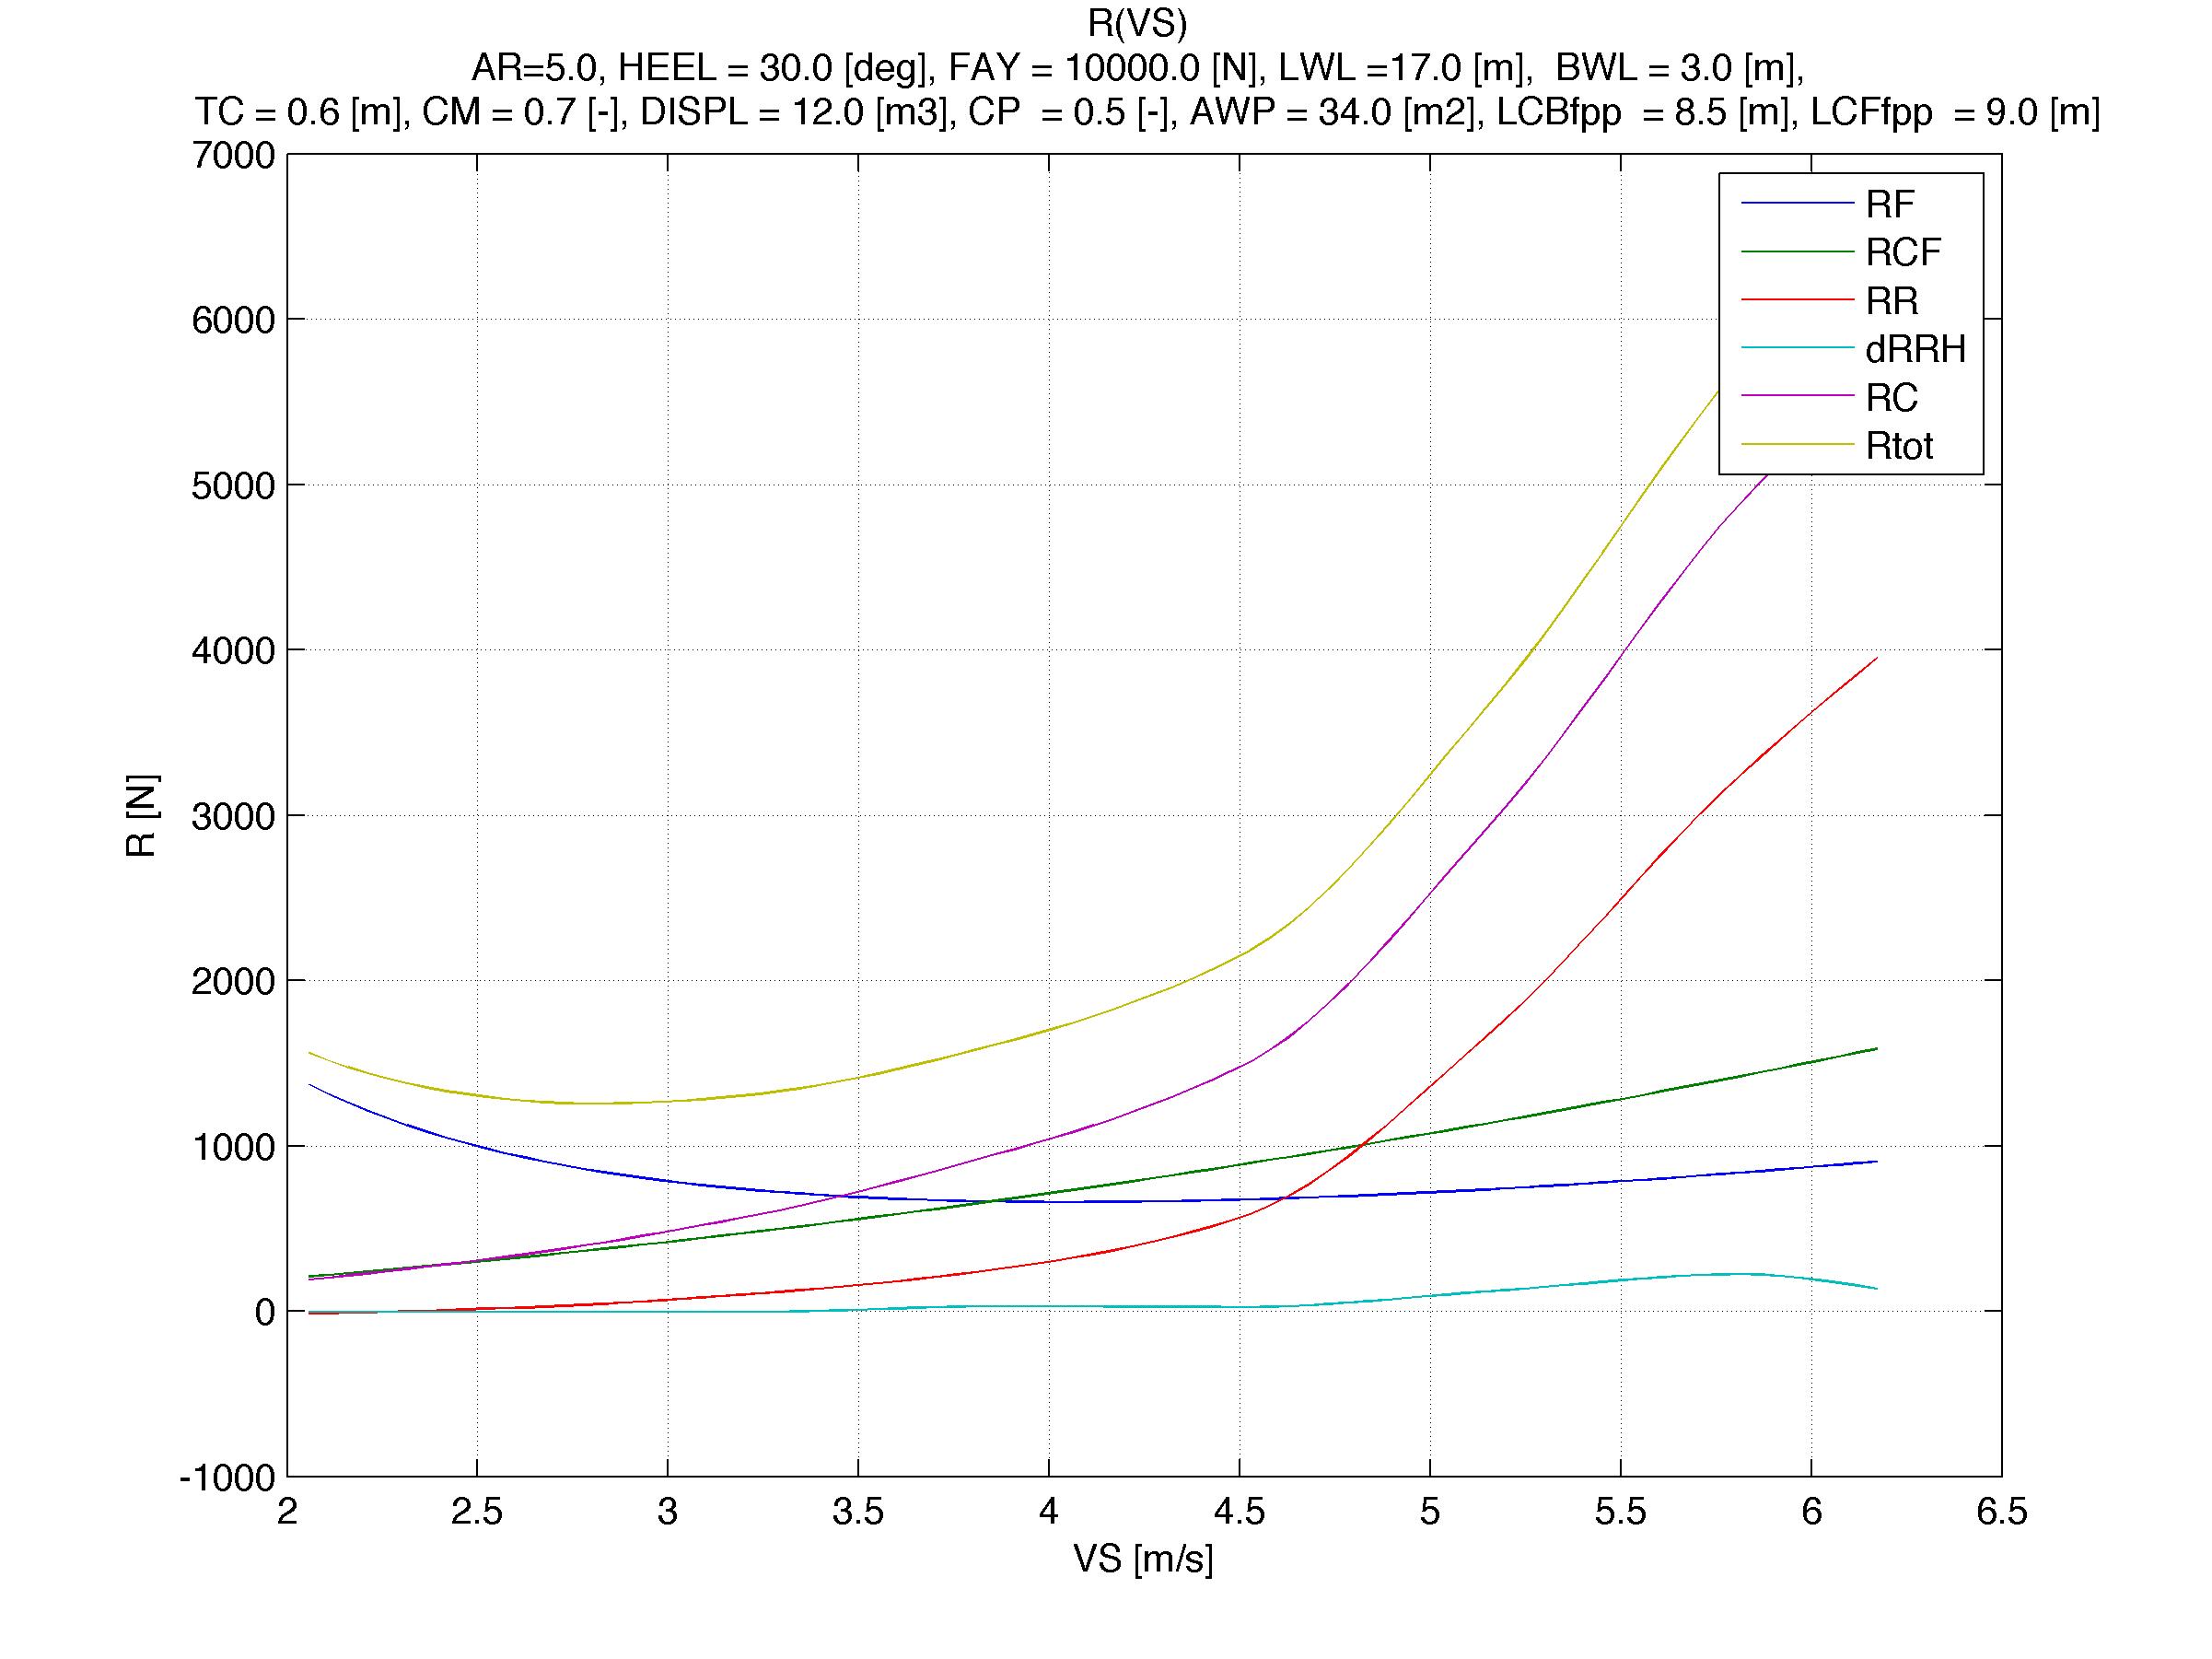 R(VS)
AR=5.0, HEEL = 30.0 [deg], FAY = 10000.0 [N], LWL =17.0 [m],  BWL = 3.0 [m],
TC = 0.6 [m], CM = 0.7 [-], DISPL = 12.0 [m3], CP  = 0.5 [-], AWP = 34.0 [m2], LCBfpp  = 8.5 [m], LCFfpp  = 9.0 [m]
7000
6000
5000
4000
3000
2000
1000
0
-1000
R [N]
RF
RCF
RR
dRRH
RC
Rtot
2 2.5 3 3.5 4 4.5 5 5.5 6 6.5
VS [m/s]